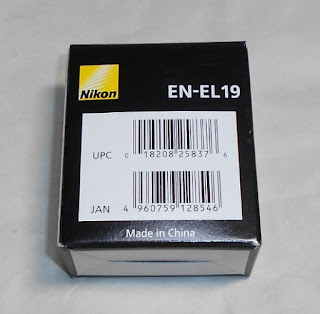 Nikon
EN-EL19
UPC 0 18208 25837 6
JAN 4 960759 128546
Made in China